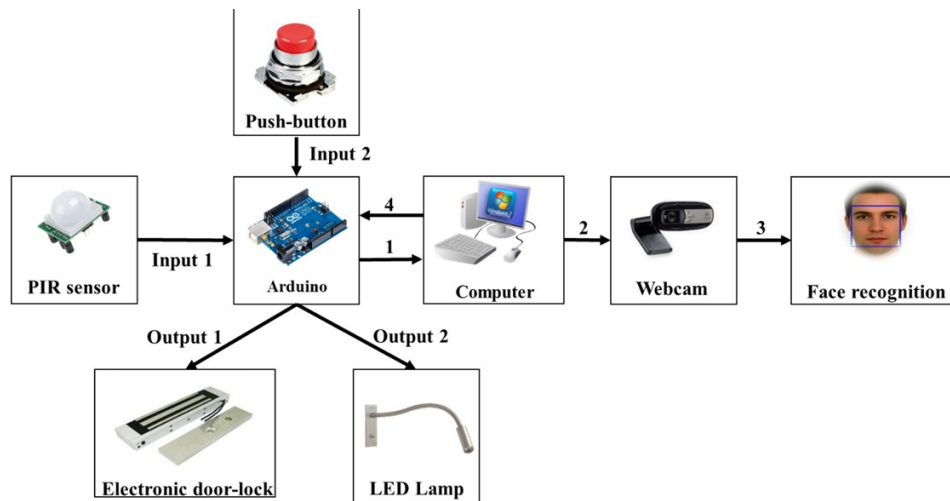 Push-button
Input 2
PIR sensor
Input 1
Arduino
4
1
Computer
2
Webcam
3
Face recognition
Output 1
Output 2
Electronic door-lock
LED Lamp